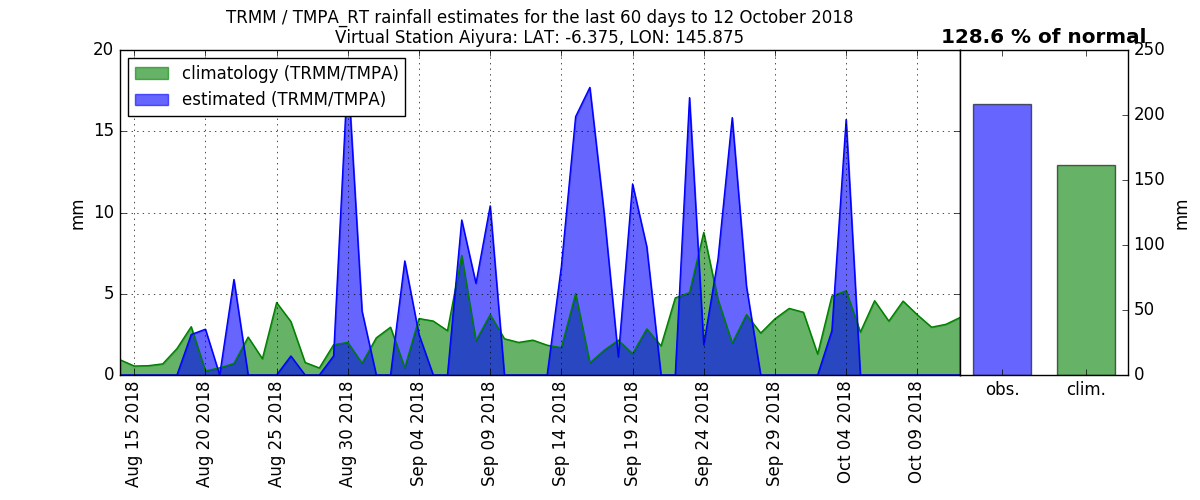 TRMM / TMPA_RT rainfall estimates for the last 60 days to 12 October 2018
Virtual Station Aiyura: LAT: -6.375, LON: 145.875
128.6 % of normal
climatology (TRMM/TMPA)
estimated (TRMM/TMPA)
20
15
10
5
0
mm
250
200
150
100
50
0
mm
Aug 15 2018
Aug 20 2018
Aug 25 2018
Aug 30 2018
Sep 04 2018
Sep 09 2018
Sep 14 2018
Sep 19 2018
Sep 24 2018
Sep 29 2018
Oct 04 2018
Oct 09 2018
obs.
clim.